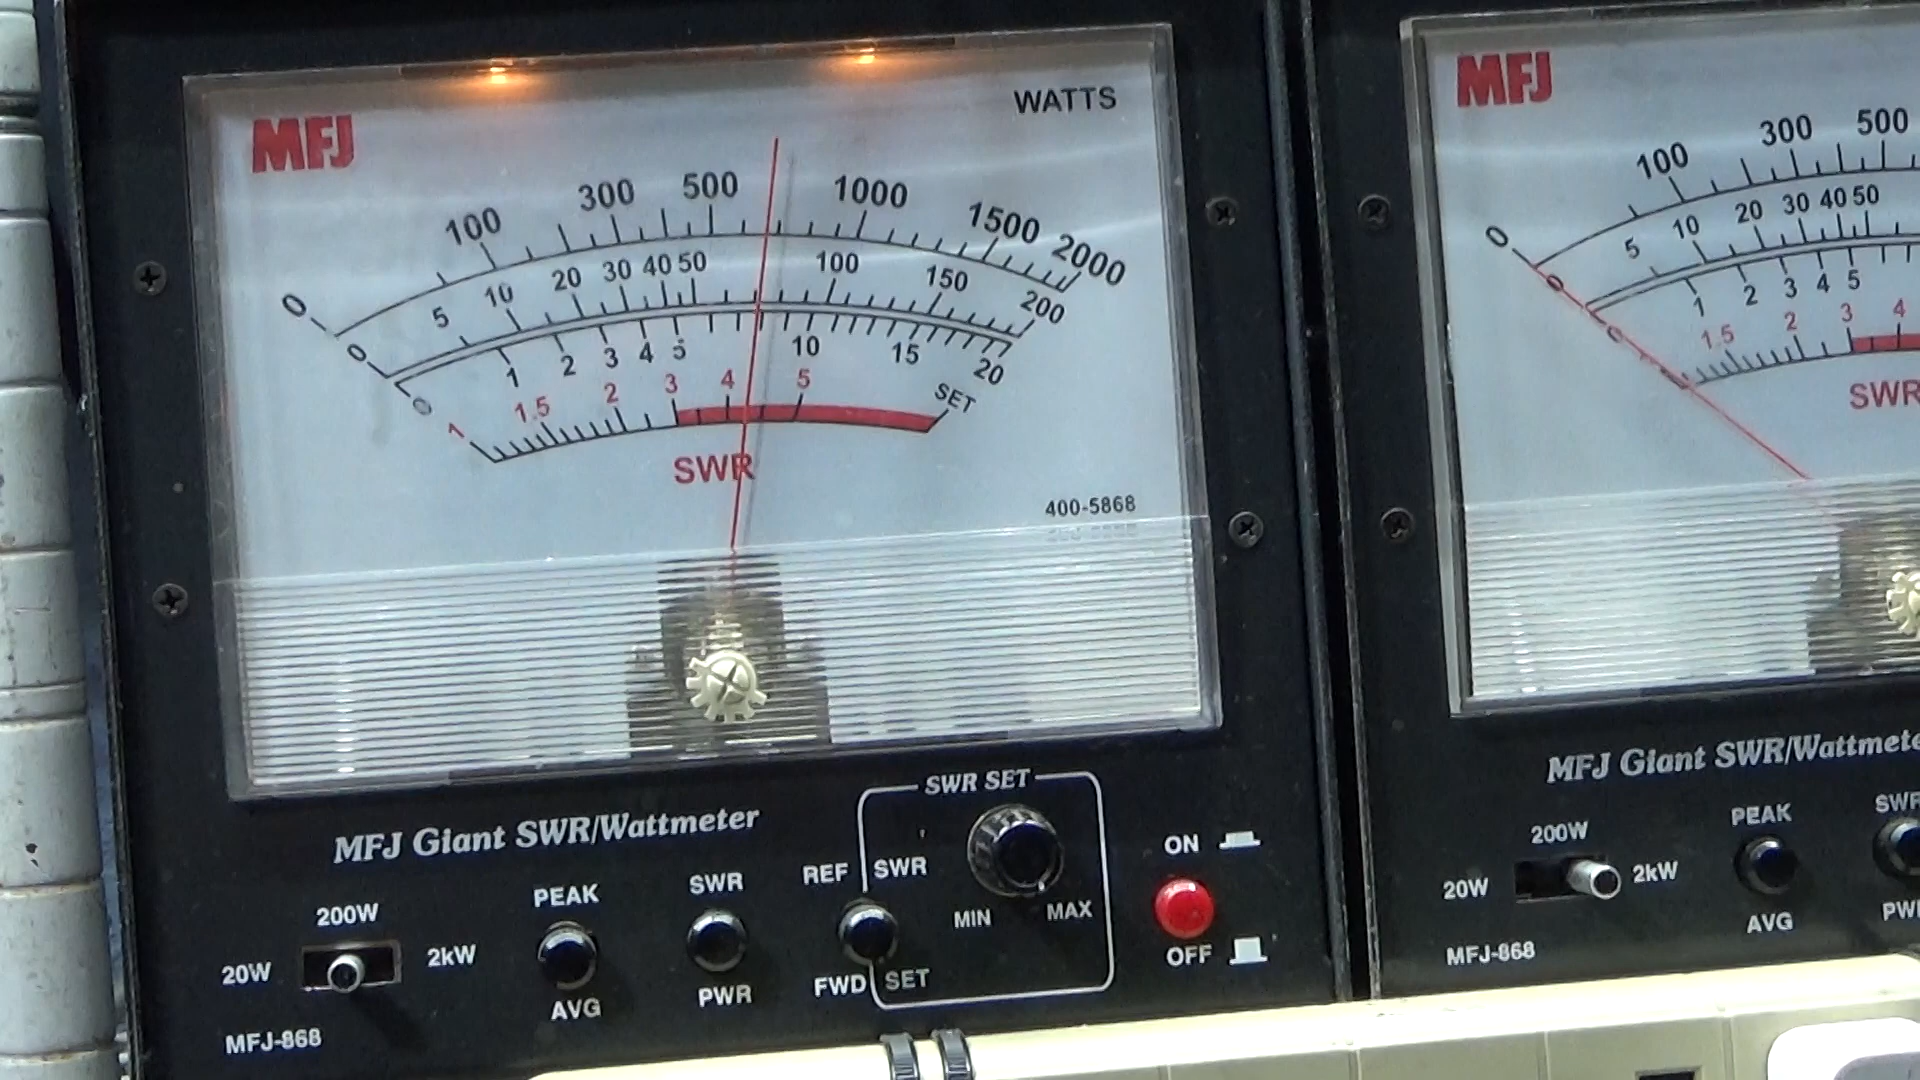 MFJ
WATTS
0 100 300 500 1000 1500 2000
0 5 10 20 30 40 50 100 150 200
0 1 2 3 4 5 10 15 20
1 1.5 2 3 4 5 SET
SWR
400-5868
MFJ Giant SWR/Wattmeter
SWR SET
20W 200W 2kW
PEAK
AVG
SWR
PWR
REF SWR
FWD SET
MIN MAX
ON
OFF
MFJ-868
MFJ
0 100 300 500
0 5 10 20 30 40 50
0 1 2 3 4 5
1.5 2 3 4
SWR
MFJ Giant SWR/Wattmete
20W 200W 2kW
PEAK
AVG
SWR
PW
MFJ-868